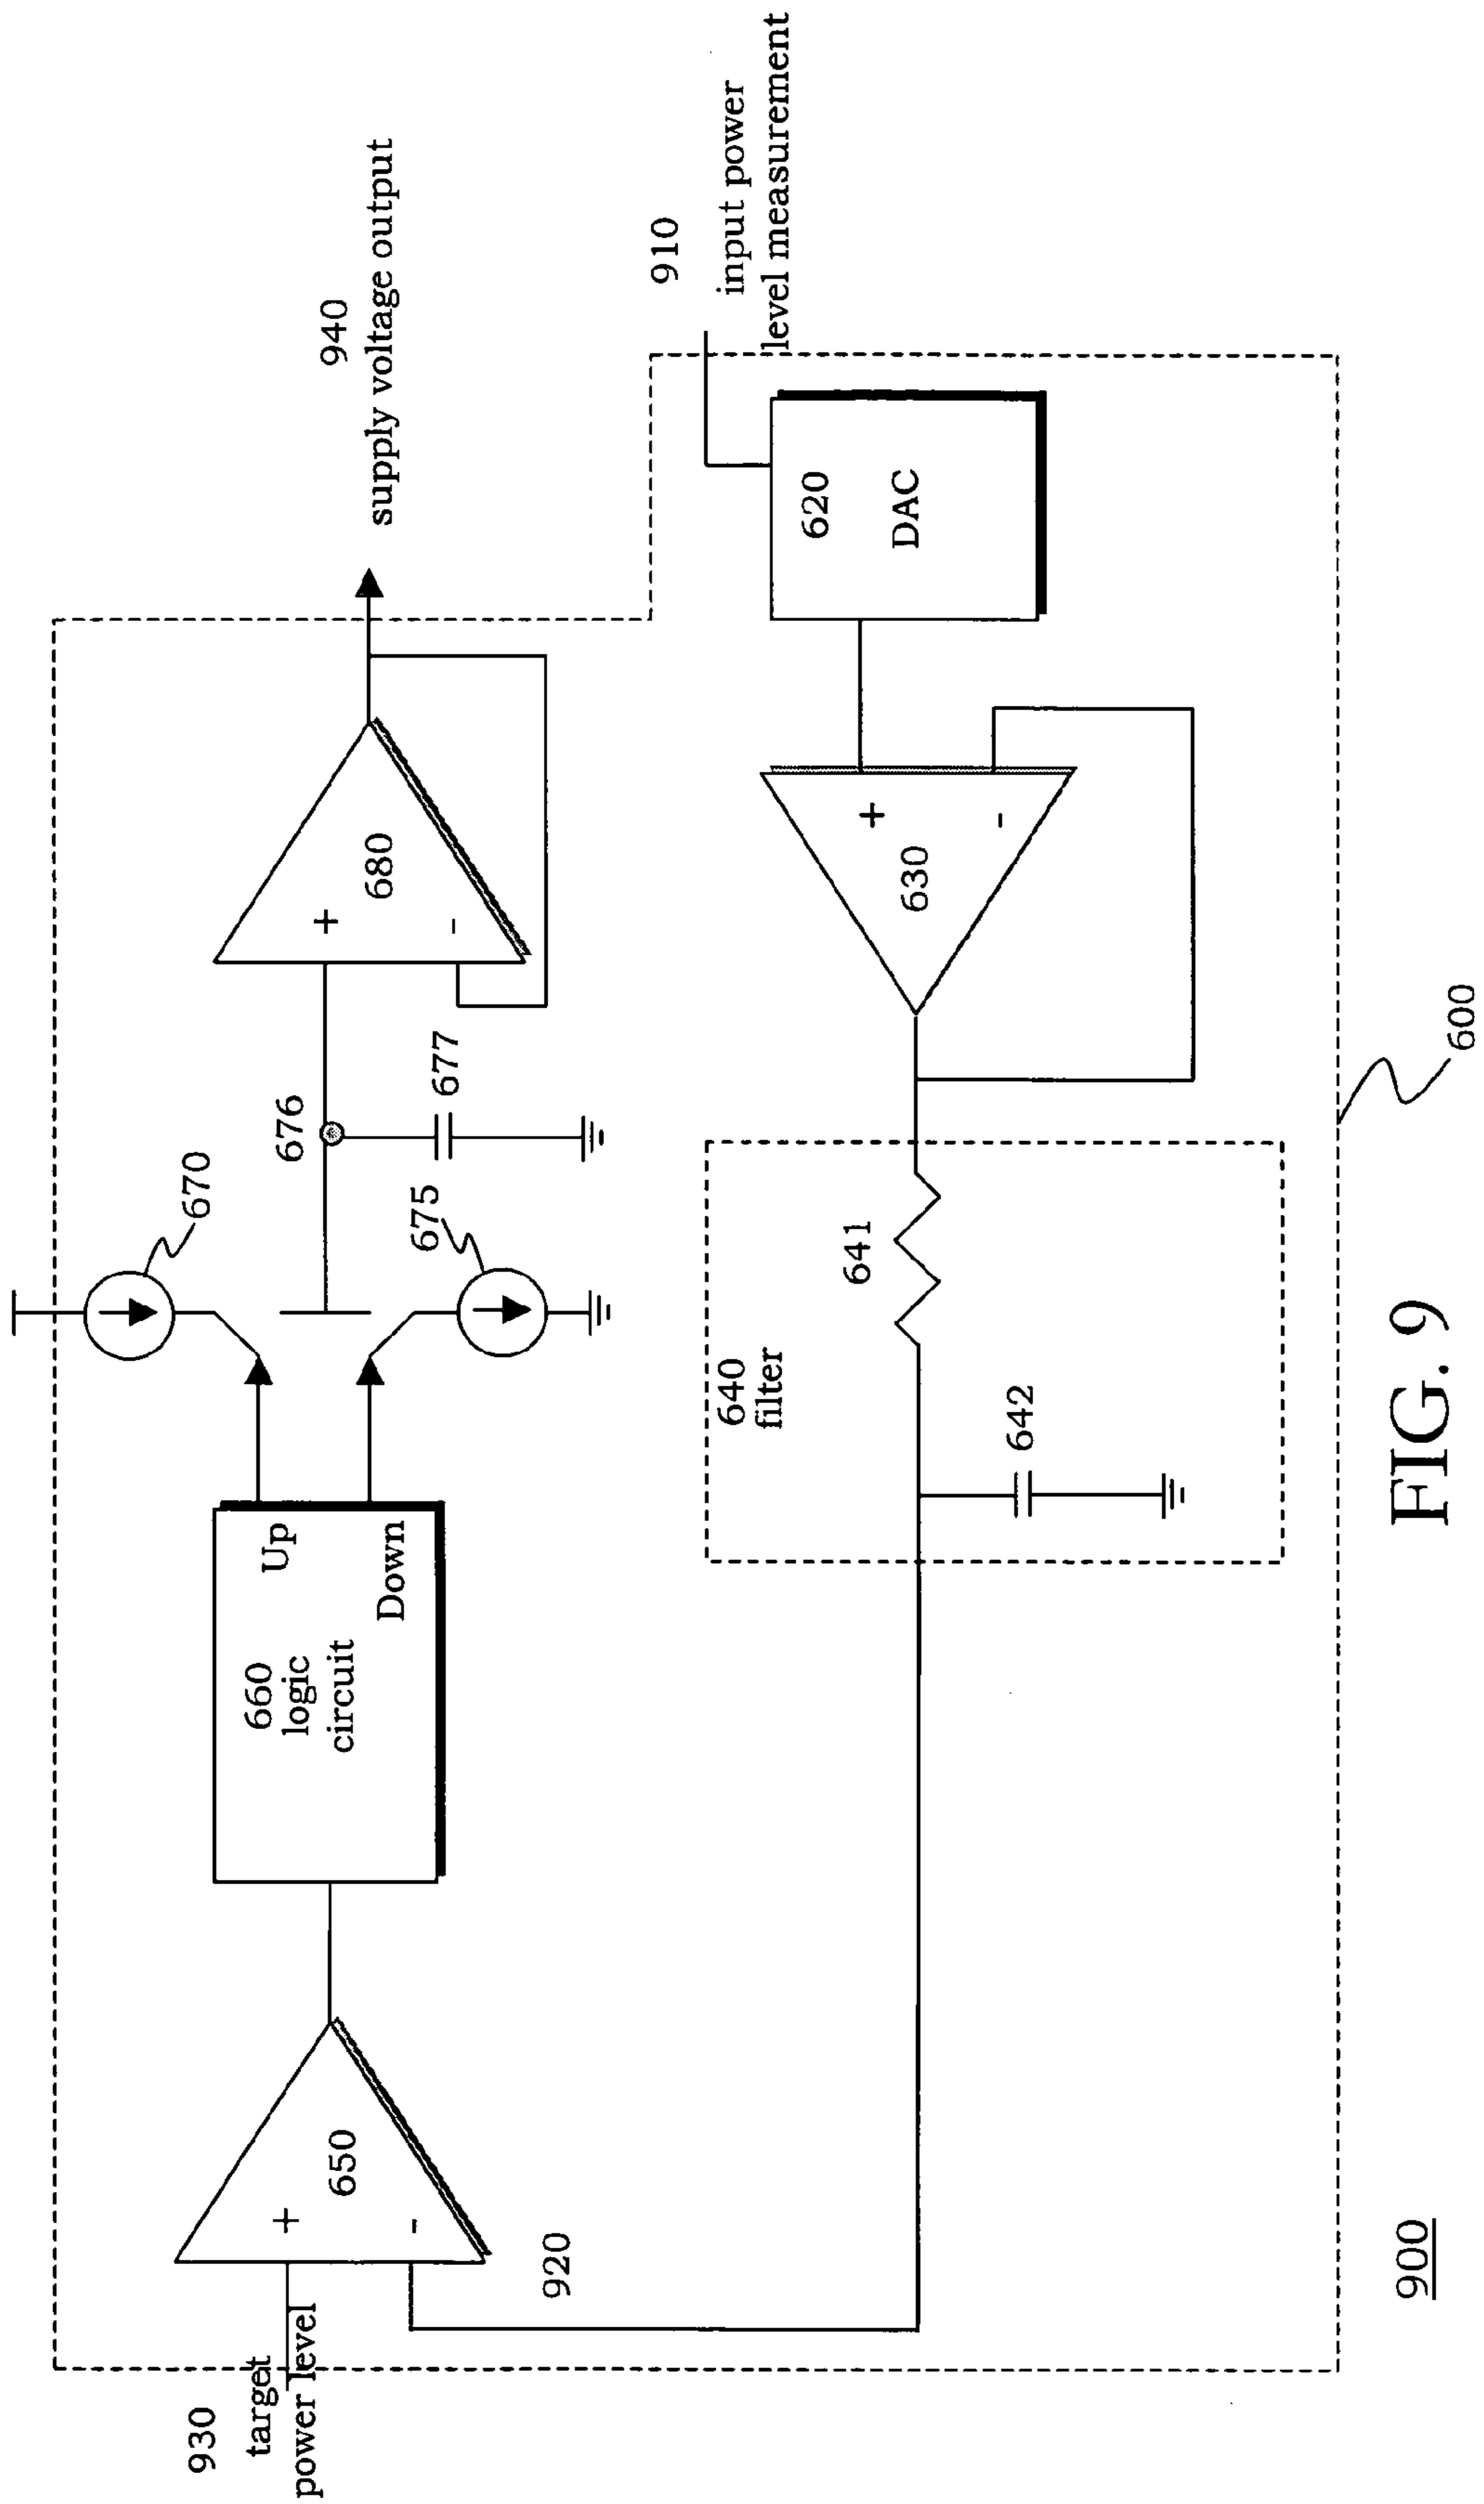 930
target
power level
+
-
650
920
660
logic
circuit
Up
Down
670
675
676
677
+
-
680
940
supply voltage output
910
input power
level measurement
620
DAC
+
-
630
640
filter
641
642
600
900
FIG. 9